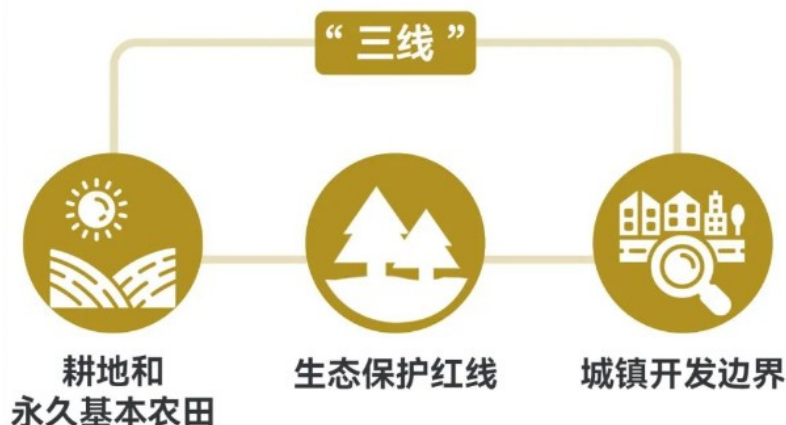 “三线”
耕地和
永久基本农田
生态保护红线
城镇开发边界